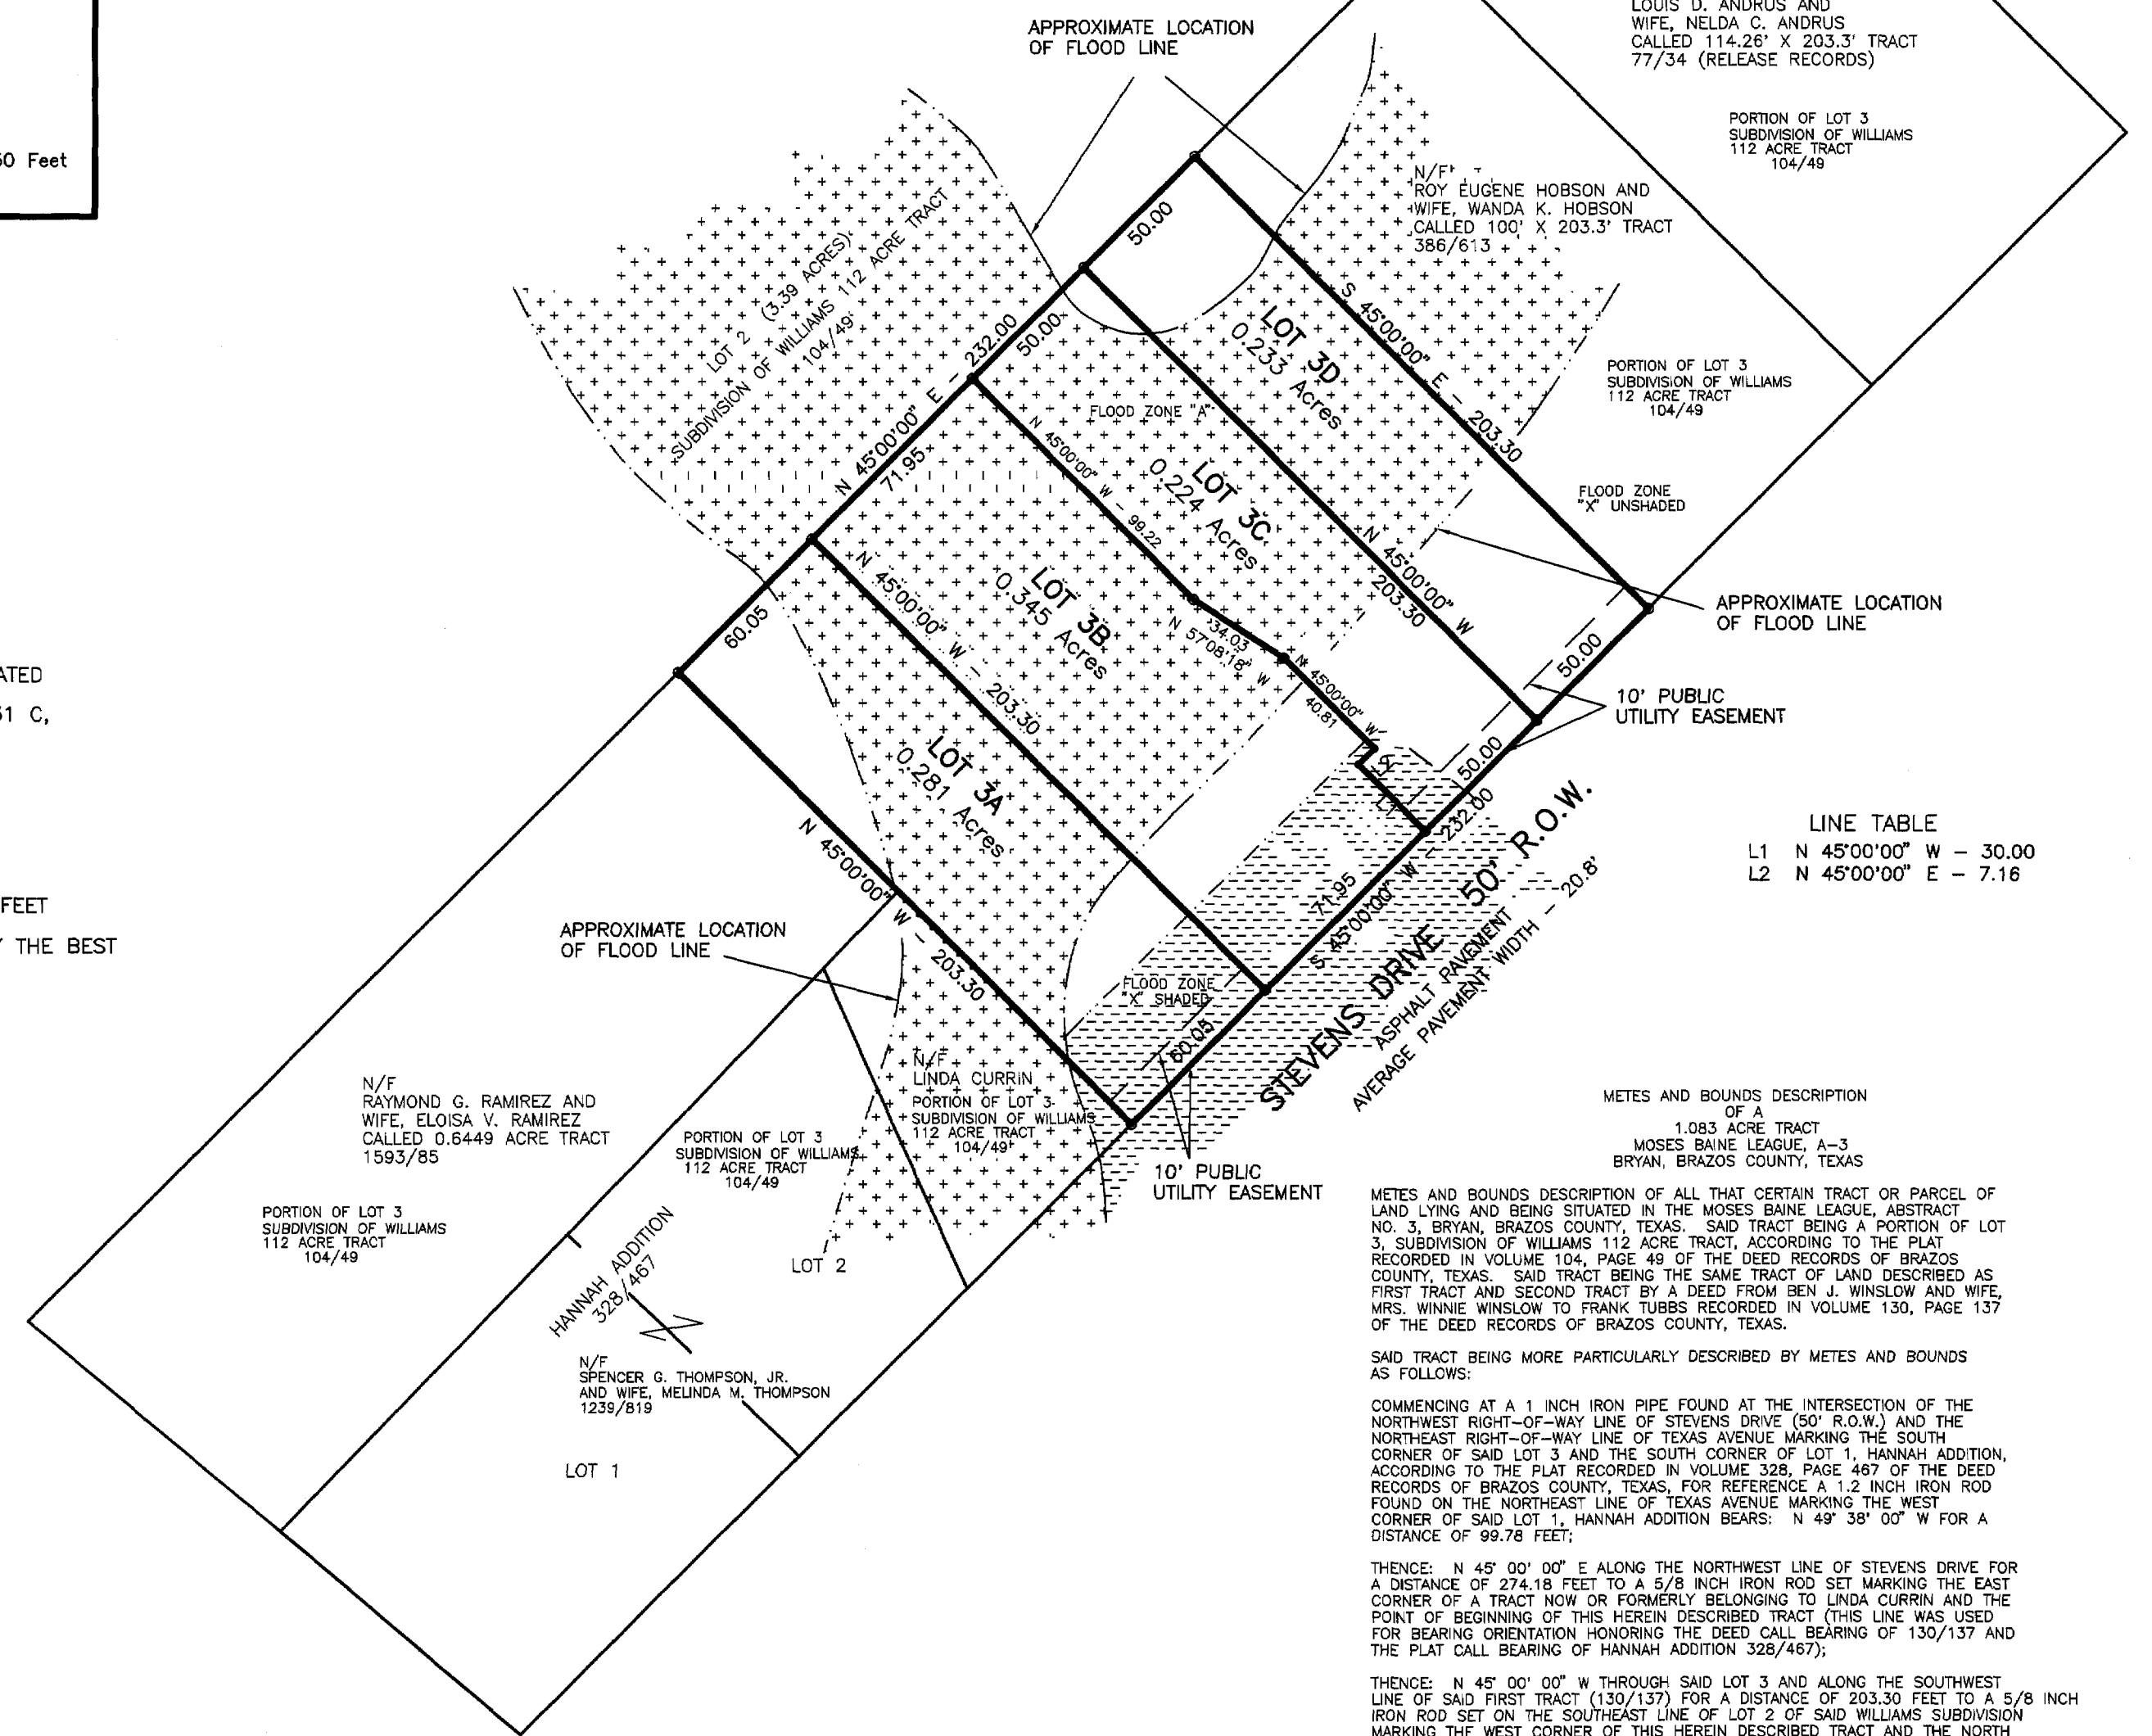 50 Feet
ATED
51 C,
FEET
Y THE BEST
APPROXIMATE LOCATION
OF FLOOD LINE
LOUIS D. ANDRUS AND
WIFE, NELDA C. ANDRUS
CALLED 114.26' X 203.3' TRACT
77/34 (RELEASE RECORDS)
PORTION OF LOT 3
SUBDIVISION OF WILLIAMS
112 ACRE TRACT
104/49
N/F
ROY EUGENE HOBSON AND
WIFE, WANDA K. HOBSON
CALLED 100' X 203.3' TRACT
386/613
PORTION OF LOT 3
SUBDIVISION OF WILLIAMS
112 ACRE TRACT
104/49
FLOOD ZONE
"X" UNSHADED
LOT 2 (3.39 ACRES)
SUBDIVISION OF WILLIAMS 112 ACRE TRACT
104/49
N 45°00'00" E - 232.00
50.00
50.00
71.95
60.05
LOT 3D
0.233 Acres
S 45°00'00" E - 203.30
FLOOD ZONE "A"
LOT 3C
0.224 Acres
N 45°00'00" W
203.30
N 45°00'00" W - 99.22
34.03
N 57°08'18" W
N 45°00'00" W
40.81
L2
L1
LOT 3B
0.345 Acres
N 45°00'00" W - 203.30
LOT 3A
0.281 Acres
N 45°00'00" W - 203.30
50.00
50.00
71.95
60.05
S 45°00'00" W - 232.00
APPROXIMATE LOCATION
OF FLOOD LINE
10' PUBLIC
UTILITY EASEMENT
STEVENS DRIVE 50' R.O.W.
ASPHALT PAVEMENT
AVERAGE PAVEMENT WIDTH - 20.8'
LINE TABLE
L1 N 45°00'00" W - 30.00
L2 N 45°00'00" E - 7.16
APPROXIMATE LOCATION
OF FLOOD LINE
FLOOD ZONE
"X" SHADED
N/F
LINDA CURRIN
PORTION OF LOT 3
SUBDIVISION OF WILLIAMS
112 ACRE TRACT
104/49
10' PUBLIC
UTILITY EASEMENT
N/F
RAYMOND G. RAMIREZ AND
WIFE, ELOISA V. RAMIREZ
CALLED 0.6449 ACRE TRACT
1593/85
PORTION OF LOT 3
SUBDIVISION OF WILLIAMS
112 ACRE TRACT
104/49
PORTION OF LOT 3
SUBDIVISION OF WILLIAMS
112 ACRE TRACT
104/49
LOT 2
HANNAH ADDITION
328/467
N/F
SPENCER G. THOMPSON, JR.
AND WIFE, MELINDA M. THOMPSON
1239/819
LOT 1
METES AND BOUNDS DESCRIPTION
OF A
1.083 ACRE TRACT
MOSES BAINE LEAGUE, A-3
BRYAN, BRAZOS COUNTY, TEXAS
METES AND BOUNDS DESCRIPTION OF ALL THAT CERTAIN TRACT OR PARCEL OF
LAND LYING AND BEING SITUATED IN THE MOSES BAINE LEAGUE, ABSTRACT
NO. 3, BRYAN, BRAZOS COUNTY, TEXAS. SAID TRACT BEING A PORTION OF LOT
3, SUBDIVISION OF WILLIAMS 112 ACRE TRACT, ACCORDING TO THE PLAT
RECORDED IN VOLUME 104, PAGE 49 OF THE DEED RECORDS OF BRAZOS
COUNTY, TEXAS. SAID TRACT BEING THE SAME TRACT OF LAND DESCRIBED AS
FIRST TRACT AND SECOND TRACT BY A DEED FROM BEN J. WINSLOW AND WIFE,
MRS. WINNIE WINSLOW TO FRANK TUBBS RECORDED IN VOLUME 130, PAGE 137
OF THE DEED RECORDS OF BRAZOS COUNTY, TEXAS.
SAID TRACT BEING MORE PARTICULARLY DESCRIBED BY METES AND BOUNDS
AS FOLLOWS:
COMMENCING AT A 1 INCH IRON PIPE FOUND AT THE INTERSECTION OF THE
NORTHWEST RIGHT-OF-WAY LINE OF STEVENS DRIVE (50' R.O.W.) AND THE
NORTHEAST RIGHT-OF-WAY LINE OF TEXAS AVENUE MARKING THE SOUTH
CORNER OF SAID LOT 3 AND THE SOUTH CORNER OF LOT 1, HANNAH ADDITION,
ACCORDING TO THE PLAT RECORDED IN VOLUME 328, PAGE 467 OF THE DEED
RECORDS OF BRAZOS COUNTY, TEXAS, FOR REFERENCE A 1.2 INCH IRON ROD
FOUND ON THE NORTHEAST LINE OF TEXAS AVENUE MARKING THE WEST
CORNER OF SAID LOT 1, HANNAH ADDITION BEARS: N 49° 38' 00" W FOR A
DISTANCE OF 99.78 FEET;
THENCE: N 45° 00' 00" E ALONG THE NORTHWEST LINE OF STEVENS DRIVE FOR
A DISTANCE OF 274.18 FEET TO A 5/8 INCH IRON ROD SET MARKING THE EAST
CORNER OF A TRACT NOW OR FORMERLY BELONGING TO LINDA CURRIN AND THE
POINT OF BEGINNING OF THIS HEREIN DESCRIBED TRACT (THIS LINE WAS USED
FOR BEARING ORIENTATION HONORING THE DEED CALL BEARING OF 130/137 AND
THE PLAT CALL BEARING OF HANNAH ADDITION 328/467);
THENCE: N 45° 00' 00" W THROUGH SAID LOT 3 AND ALONG THE SOUTHWEST
LINE OF SAID FIRST TRACT (130/137) FOR A DISTANCE OF 203.30 FEET TO A 5/8 INCH
IRON ROD SET ON THE SOUTHEAST LINE OF LOT 2 OF SAID WILLIAMS SUBDIVISION
MARKING THE WEST CORNER OF THIS HEREIN DESCRIBED TRACT AND THE NORTH